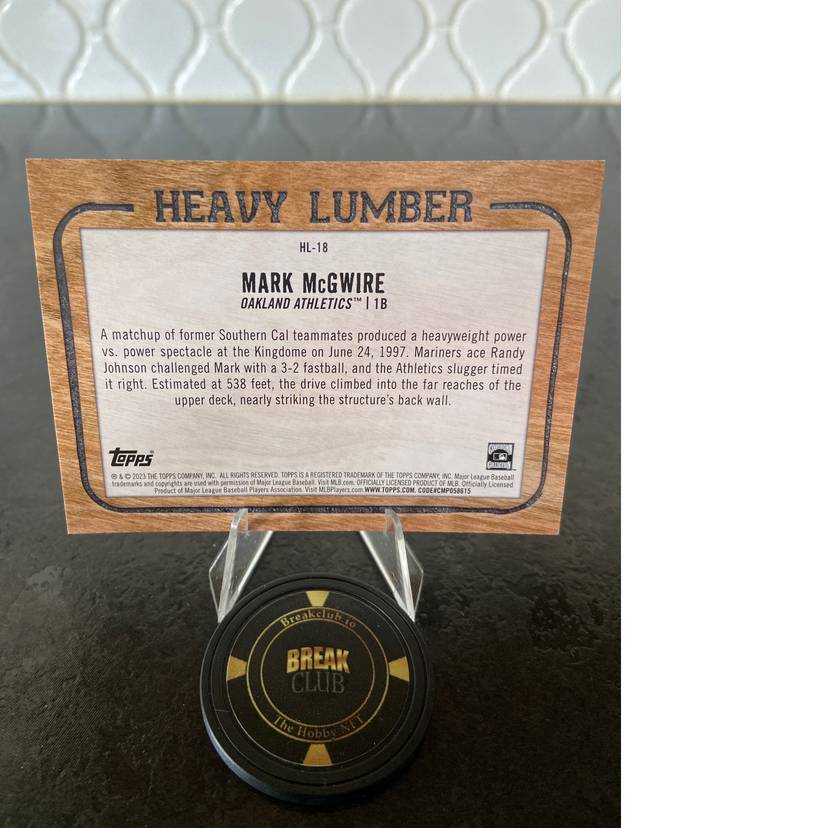 HEAVY LUMBER
HL-18
MARK McGWIRE
OAKLAND ATHLETICS™ | 1B
A matchup of former Southern Cal teammates produced a heavyweight power
vs. power spectacle at the Kingdome on June 24, 1997. Mariners ace Randy
Johnson challenged Mark with a 3-2 fastball, and the Athletics slugger timed
it right. Estimated at 538 feet, the drive climbed into the far reaches of the
upper deck, nearly striking the structure's back wall.
topps®
® & © 2023 THE TOPPS COMPANY, INC. ALL RIGHTS RESERVED. TOPPS IS A REGISTERED TRADEMARK OF THE TOPPS COMPANY, INC. Major League Baseball
trademarks and copyrights are used with permission of Major League Baseball. Visit MLB.com. OFFICIALLY LICENSED PRODUCT OF MLB. Officially Licensed
Product of Major League Baseball Players Association. Visit MLBPlayers.com. WWW.TOPPS.COM. CODE#CMP058615
Breakclub.io
BREAK
CLUB
The Hobby NFT